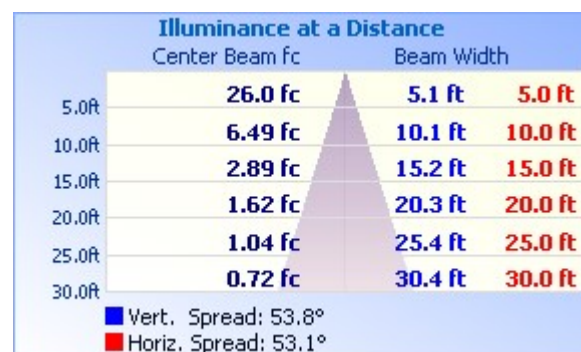 Illuminance at a Distance
Center Beam fc Beam Width
26.0 fc 5.1 ft 5.0 ft
5.0ft
6.49 fc 10.1 ft 10.0 ft
10.0ft
2.89 fc 15.2 ft 15.0 ft
15.0ft
1.62 fc 20.3 ft 20.0 ft
20.0ft
1.04 fc 25.4 ft 25.0 ft
25.0ft
0.72 fc 30.4 ft 30.0 ft
30.0ft
Vert. Spread: 53.8°
Horiz. Spread: 53.1°